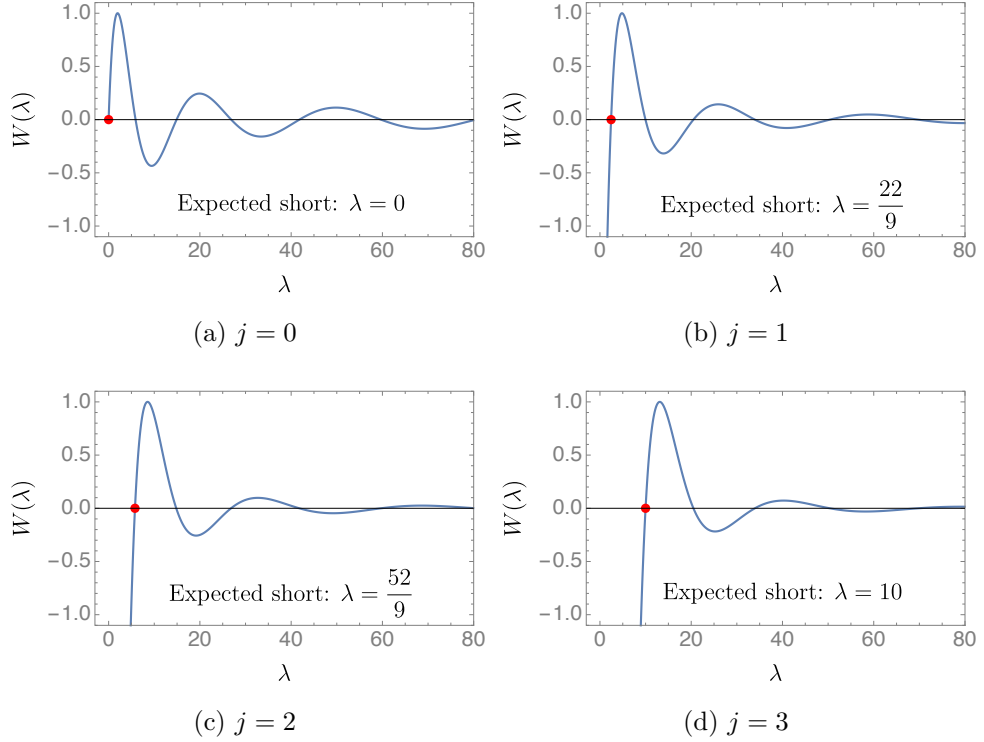 1.0
0.5
0.0
−0.5
−1.0
W(λ)
Expected short: λ = 0
0 20 40 60 80
λ
(a) j = 0
1.0
0.5
0.0
−0.5
−1.0
W(λ)
Expected short: λ = 22/9
0 20 40 60 80
λ
(b) j = 1
1.0
0.5
0.0
−0.5
−1.0
W(λ)
Expected short: λ = 52/9
0 20 40 60 80
λ
(c) j = 2
1.0
0.5
0.0
−0.5
−1.0
W(λ)
Expected short: λ = 10
0 20 40 60 80
λ
(d) j = 3